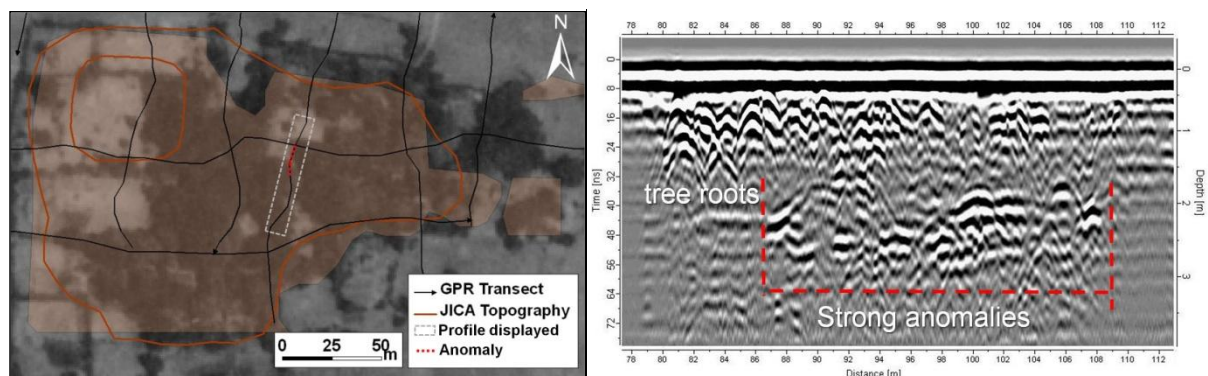 N
GPR Transect
JICA Topography
Profile displayed
Anomaly
0 25 50
m
78 80 82 84 86 88 90 92 94 96 98 100 102 104 106 108 110 112
0
8
16
24
32
40
48
56
64
72
Time [ns]
0
1
2
3
Depth [m]
tree roots
Strong anomalies
78 80 82 84 86 88 90 92 94 96 98 100 102 104 106 108 110 112
Distance [m]